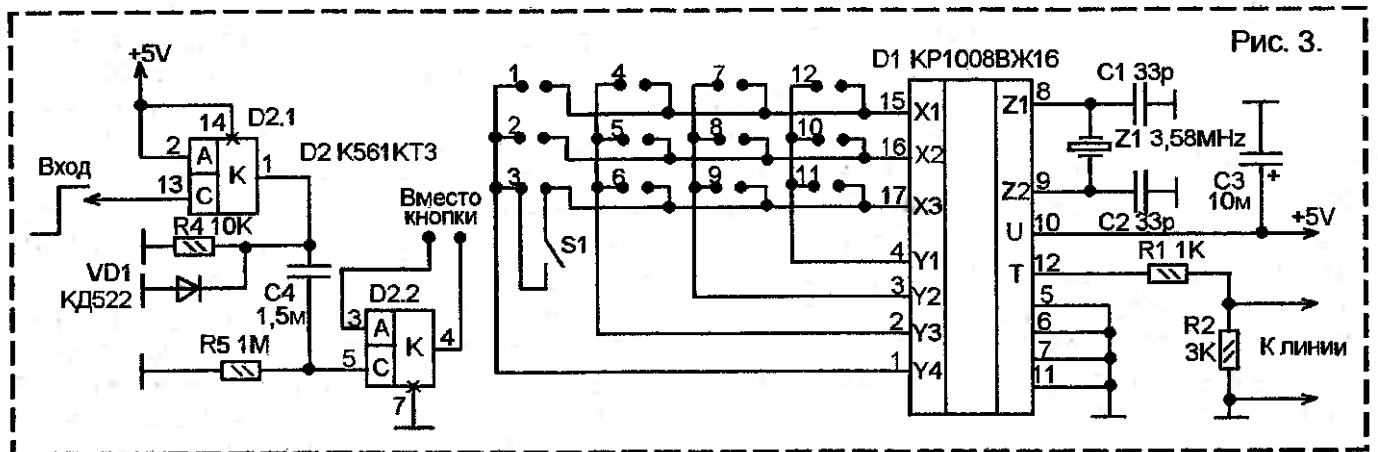 Рис. 3.
+5V
14
D2.1
2
A
K
1
13
C
Вход
R4 10K
VD1
КД522
C4
1,5м
R5 1M
D2 К561КТ3
Вместо
кнопки
D2.2
3
A
K
4
5
C
7
1
4
7
12
2
5
8
10
3
6
9
11
S1
D1 КР1008ВЖ16
15
X1
16
X2
17
X3
4
Y1
3
Y2
2
Y3
1
Y4
Z1
8
Z2
9
U
10
T
12
5
6
7
11
C1 33p
Z1 3,58MHz
C2 33p
C3
10м
+
+5V
R1 1K
R2
3K
К линии